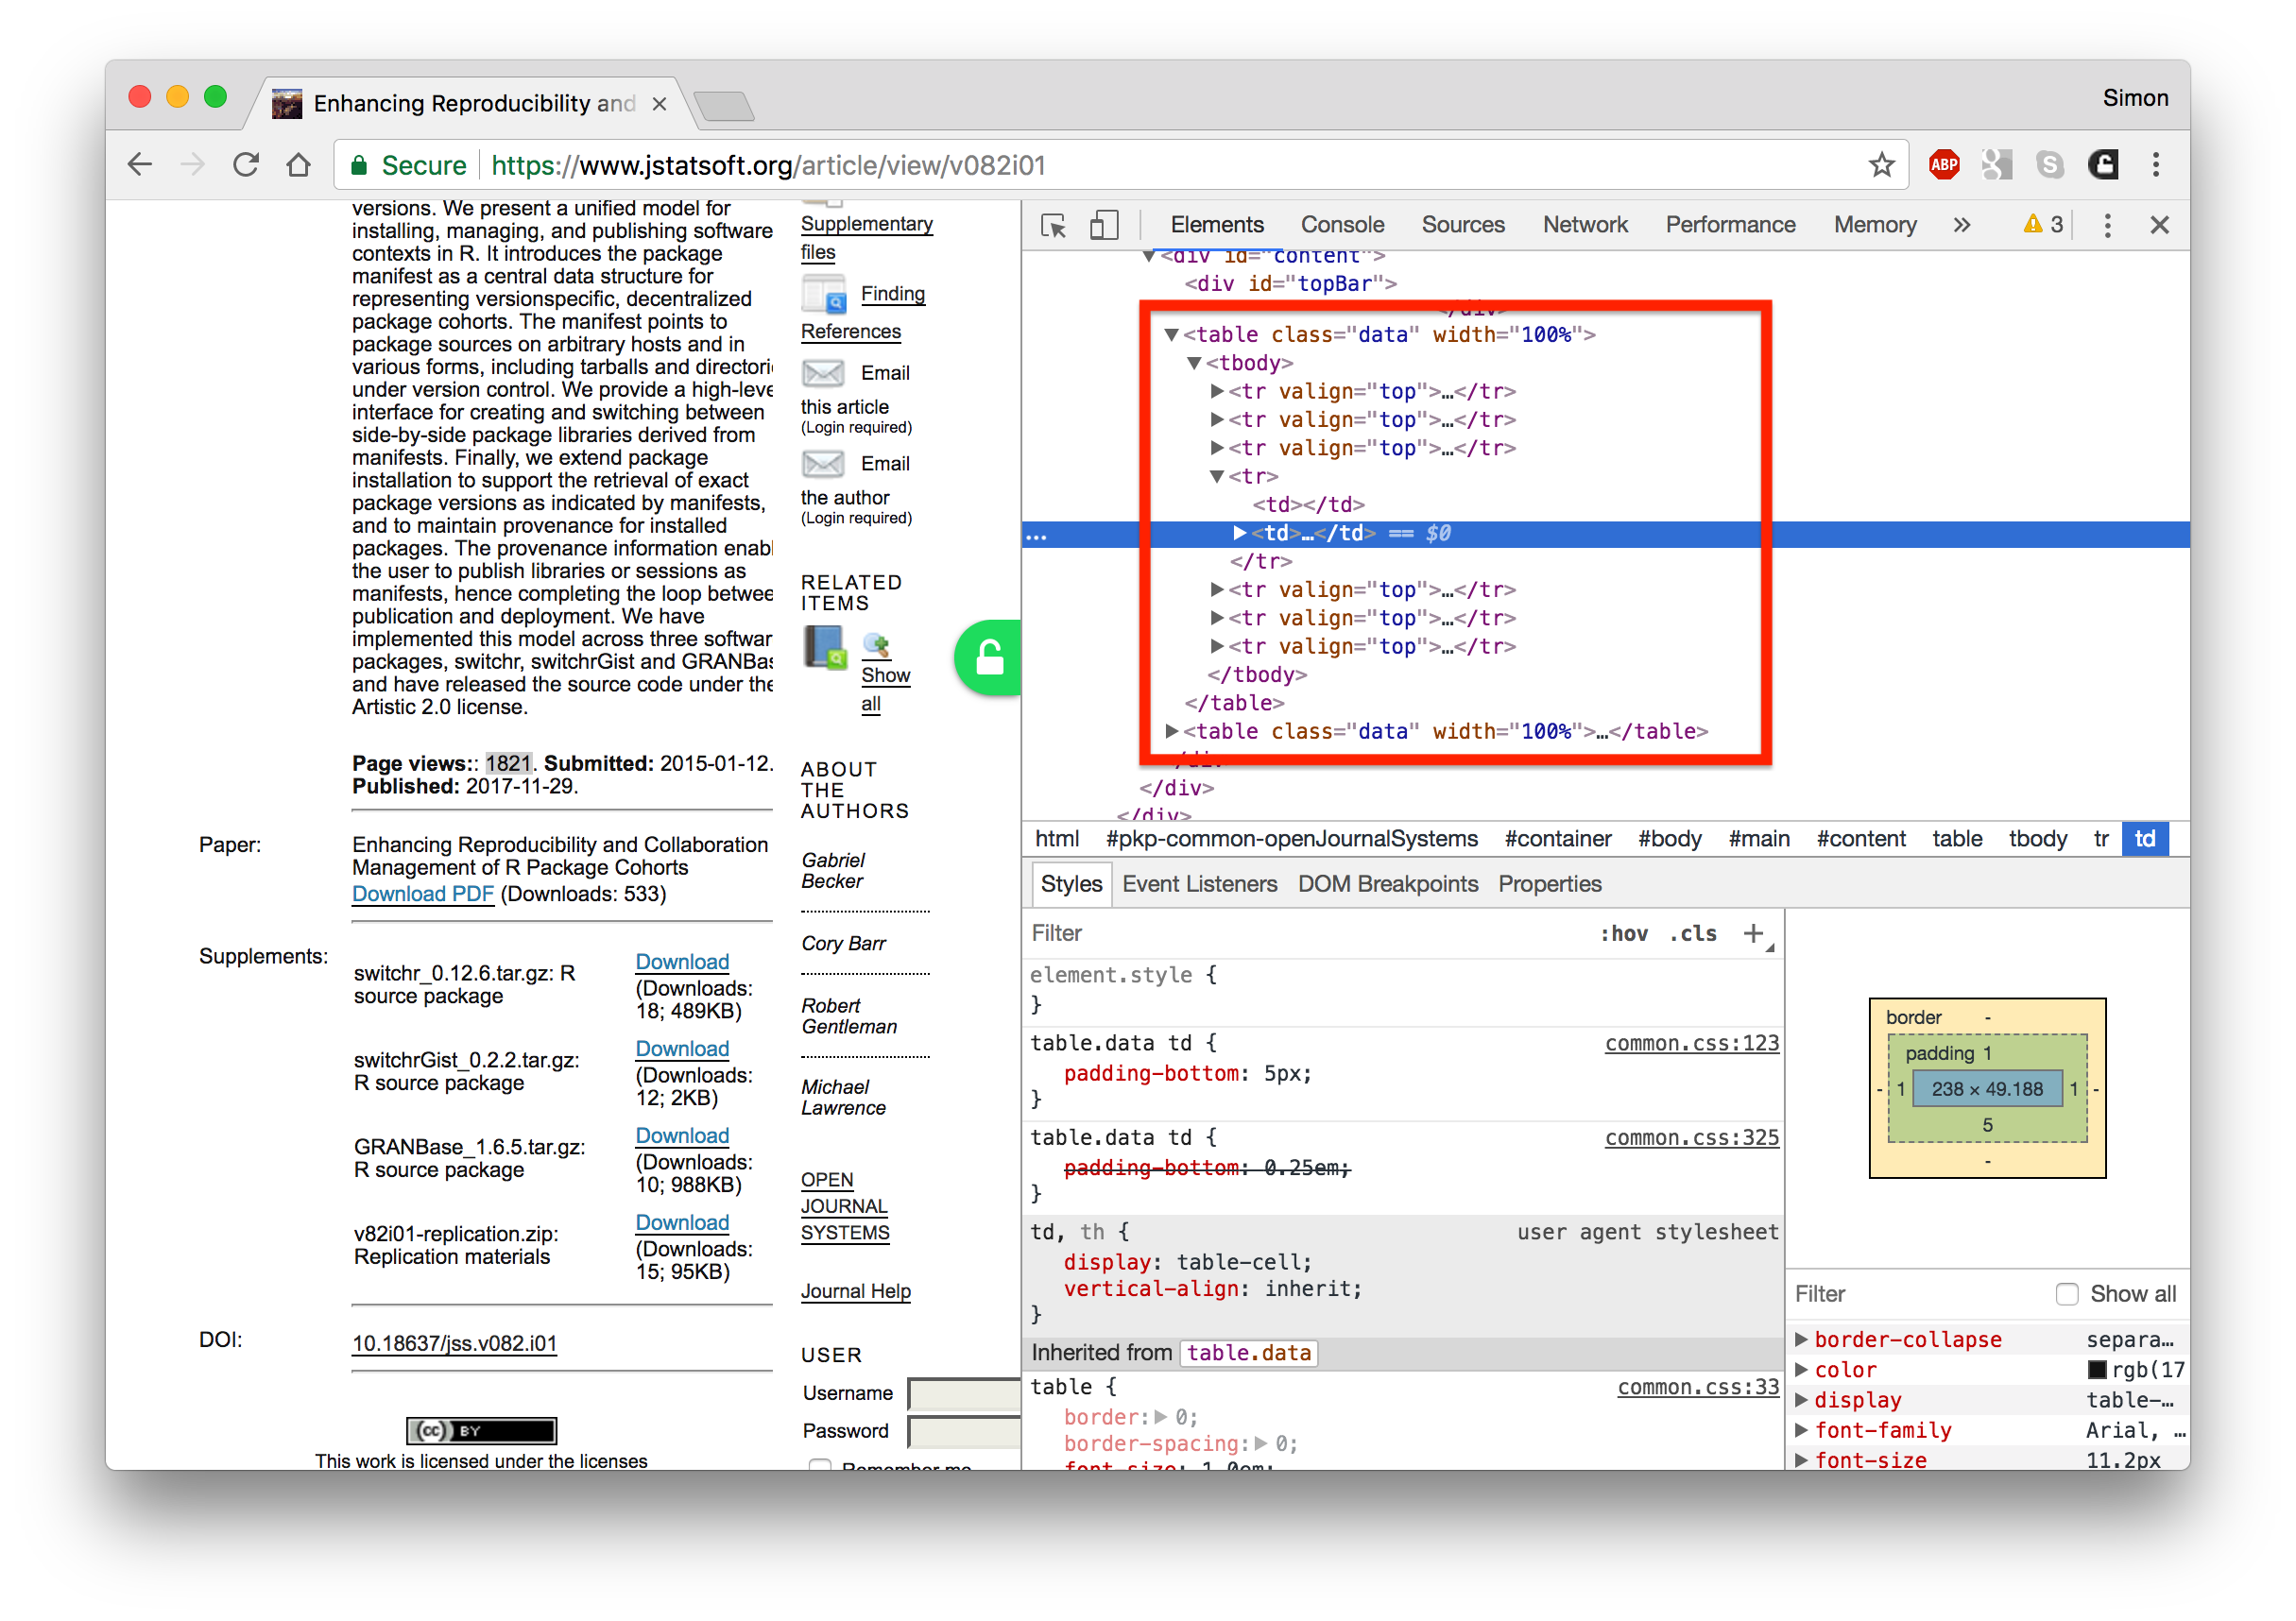 Enhancing Reproducibility and
Simon
Secure https://www.jstatsoft.org/article/view/v082i01
ABP
versions. We present a unified model for
installing, managing, and publishing software
contexts in R. It introduces the package
manifest as a central data structure for
representing versionspecific, decentralized
package cohorts. The manifest points to
package sources on arbitrary hosts and in
various forms, including tarballs and directori
under version control. We provide a high-leve
interface for creating and switching between
side-by-side package libraries derived from
manifests. Finally, we extend package
installation to support the retrieval of exact
package versions as indicated by manifests,
and to maintain provenance for installed
packages. The provenance information enabl
the user to publish libraries or sessions as
manifests, hence completing the loop betwee
publication and deployment. We have
implemented this model across three softwar
packages, switchr, switchrGist and GRANBas
and have released the source code under the
Artistic 2.0 license.
Page views:: 1821. Submitted: 2015-01-12.
Published: 2017-11-29.
Paper:
Enhancing Reproducibility and Collaboration
Management of R Package Cohorts
Download PDF (Downloads: 533)
Supplements:
switchr_0.12.6.tar.gz: R
source package
Download
(Downloads:
18; 489KB)
switchrGist_0.2.2.tar.gz:
R source package
Download
(Downloads:
12; 2KB)
GRANBase_1.6.5.tar.gz:
R source package
Download
(Downloads:
10; 988KB)
v82i01-replication.zip:
Replication materials
Download
(Downloads:
15; 95KB)
DOI:
10.18637/jss.v082.i01
(cc) BY
This work is licensed under the licenses
Supplementary
files
Finding
References
Email
this article
(Login required)
Email
the author
(Login required)
RELATED
ITEMS
Show
all
ABOUT
THE
AUTHORS
Gabriel
Becker
Cory Barr
Robert
Gentleman
Michael
Lawrence
OPEN
JOURNAL
SYSTEMS
Journal Help
USER
Username
Password
Remember me
Elements Console Sources Network Performance Memory » 3
<div id="content">
<div id="topBar">
</div>
<table class="data" width="100%">
<tbody>
<tr valign="top">…</tr>
<tr valign="top">…</tr>
<tr valign="top">…</tr>
<tr>
<td></td>
… <td>…</td> == $0
</tr>
<tr valign="top">…</tr>
<tr valign="top">…</tr>
<tr valign="top">…</tr>
</tbody>
</table>
<table class="data" width="100%">…</table>
</div>
</div>
</div>
html #pkp-common-openJournalSystems #container #body #main #content table tbody tr td
Styles Event Listeners DOM Breakpoints Properties
Filter :hov .cls +
element.style {
}
table.data td { common.css:123
padding-bottom: 5px;
}
table.data td { common.css:325
padding-bottom: 0.25em;
}
td, th { user agent stylesheet
display: table-cell;
vertical-align: inherit;
}
Inherited from table.data
table { common.css:33
border: 0;
border-spacing: 0;
font-size: 1.0em;
border -
padding 1
- 1 238 × 49.188 1 -
5
-
Filter Show all
border-collapse separa…
color rgb(17
display table-…
font-family Arial, …
font-size 11.2px